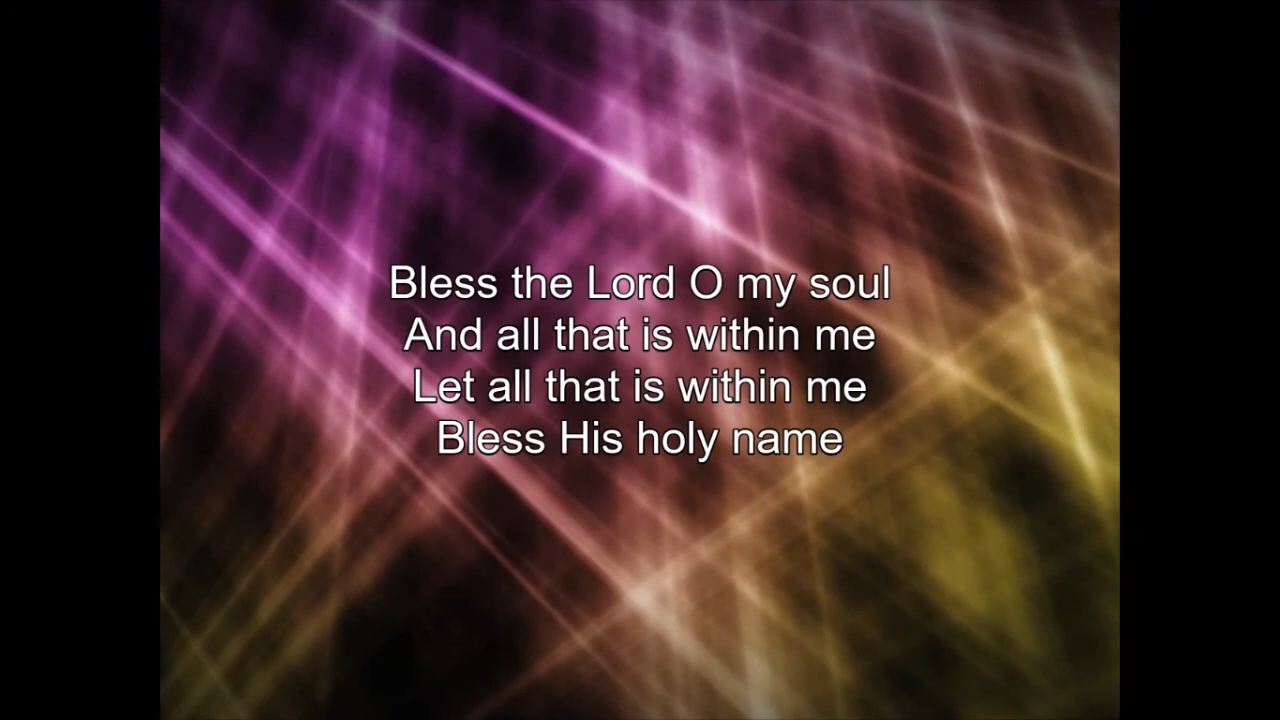 Bless the Lord O my soul
And all that is within me
Let all that is within me
Bless His holy name